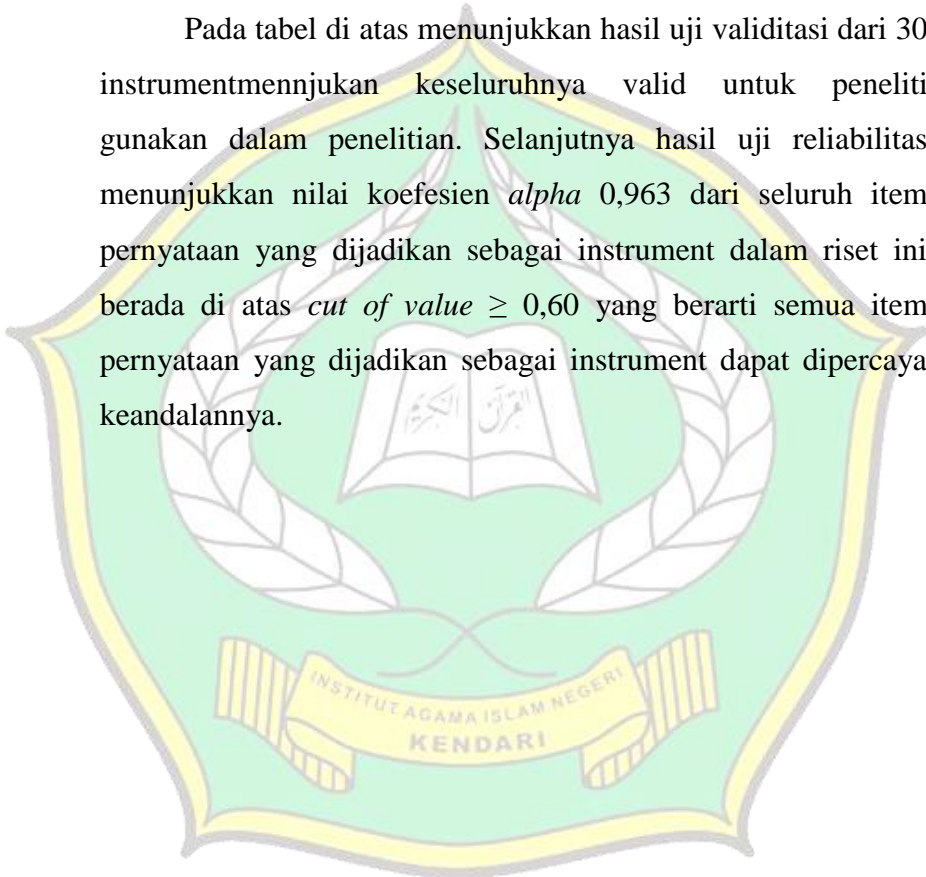 Pada tabel di atas menunjukkan hasil uji validitasi dari 30
instrumentmennjukan keseluruhnya valid untuk peneliti
gunakan dalam penelitian. Selanjutnya hasil uji reliabilitas
menunjukkan nilai koefesien alpha 0,963 dari seluruh item
pernyataan yang dijadikan sebagai instrument dalam riset ini
berada di atas cut of value ≥ 0,60 yang berarti semua item
pernyataan yang dijadikan sebagai instrument dapat dipercaya
keandalannya.
القرآن الكريم
INSTITUT AGAMA ISLAM NEGERI
KENDARI